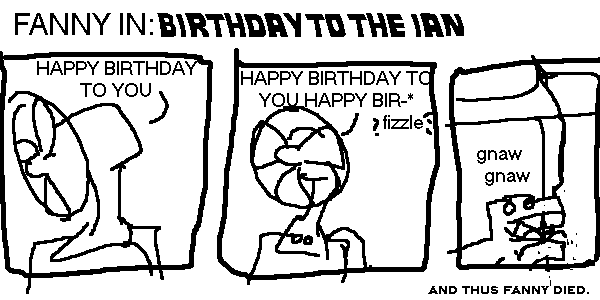 FANNY IN: BIRTHDAY TO THE IAN
HAPPY BIRTHDAY
TO YOU
HAPPY BIRTHDAY TO
YOU HAPPY BIR-*
fizzle
gnaw
gnaw
AND THUS FANNY DIED.